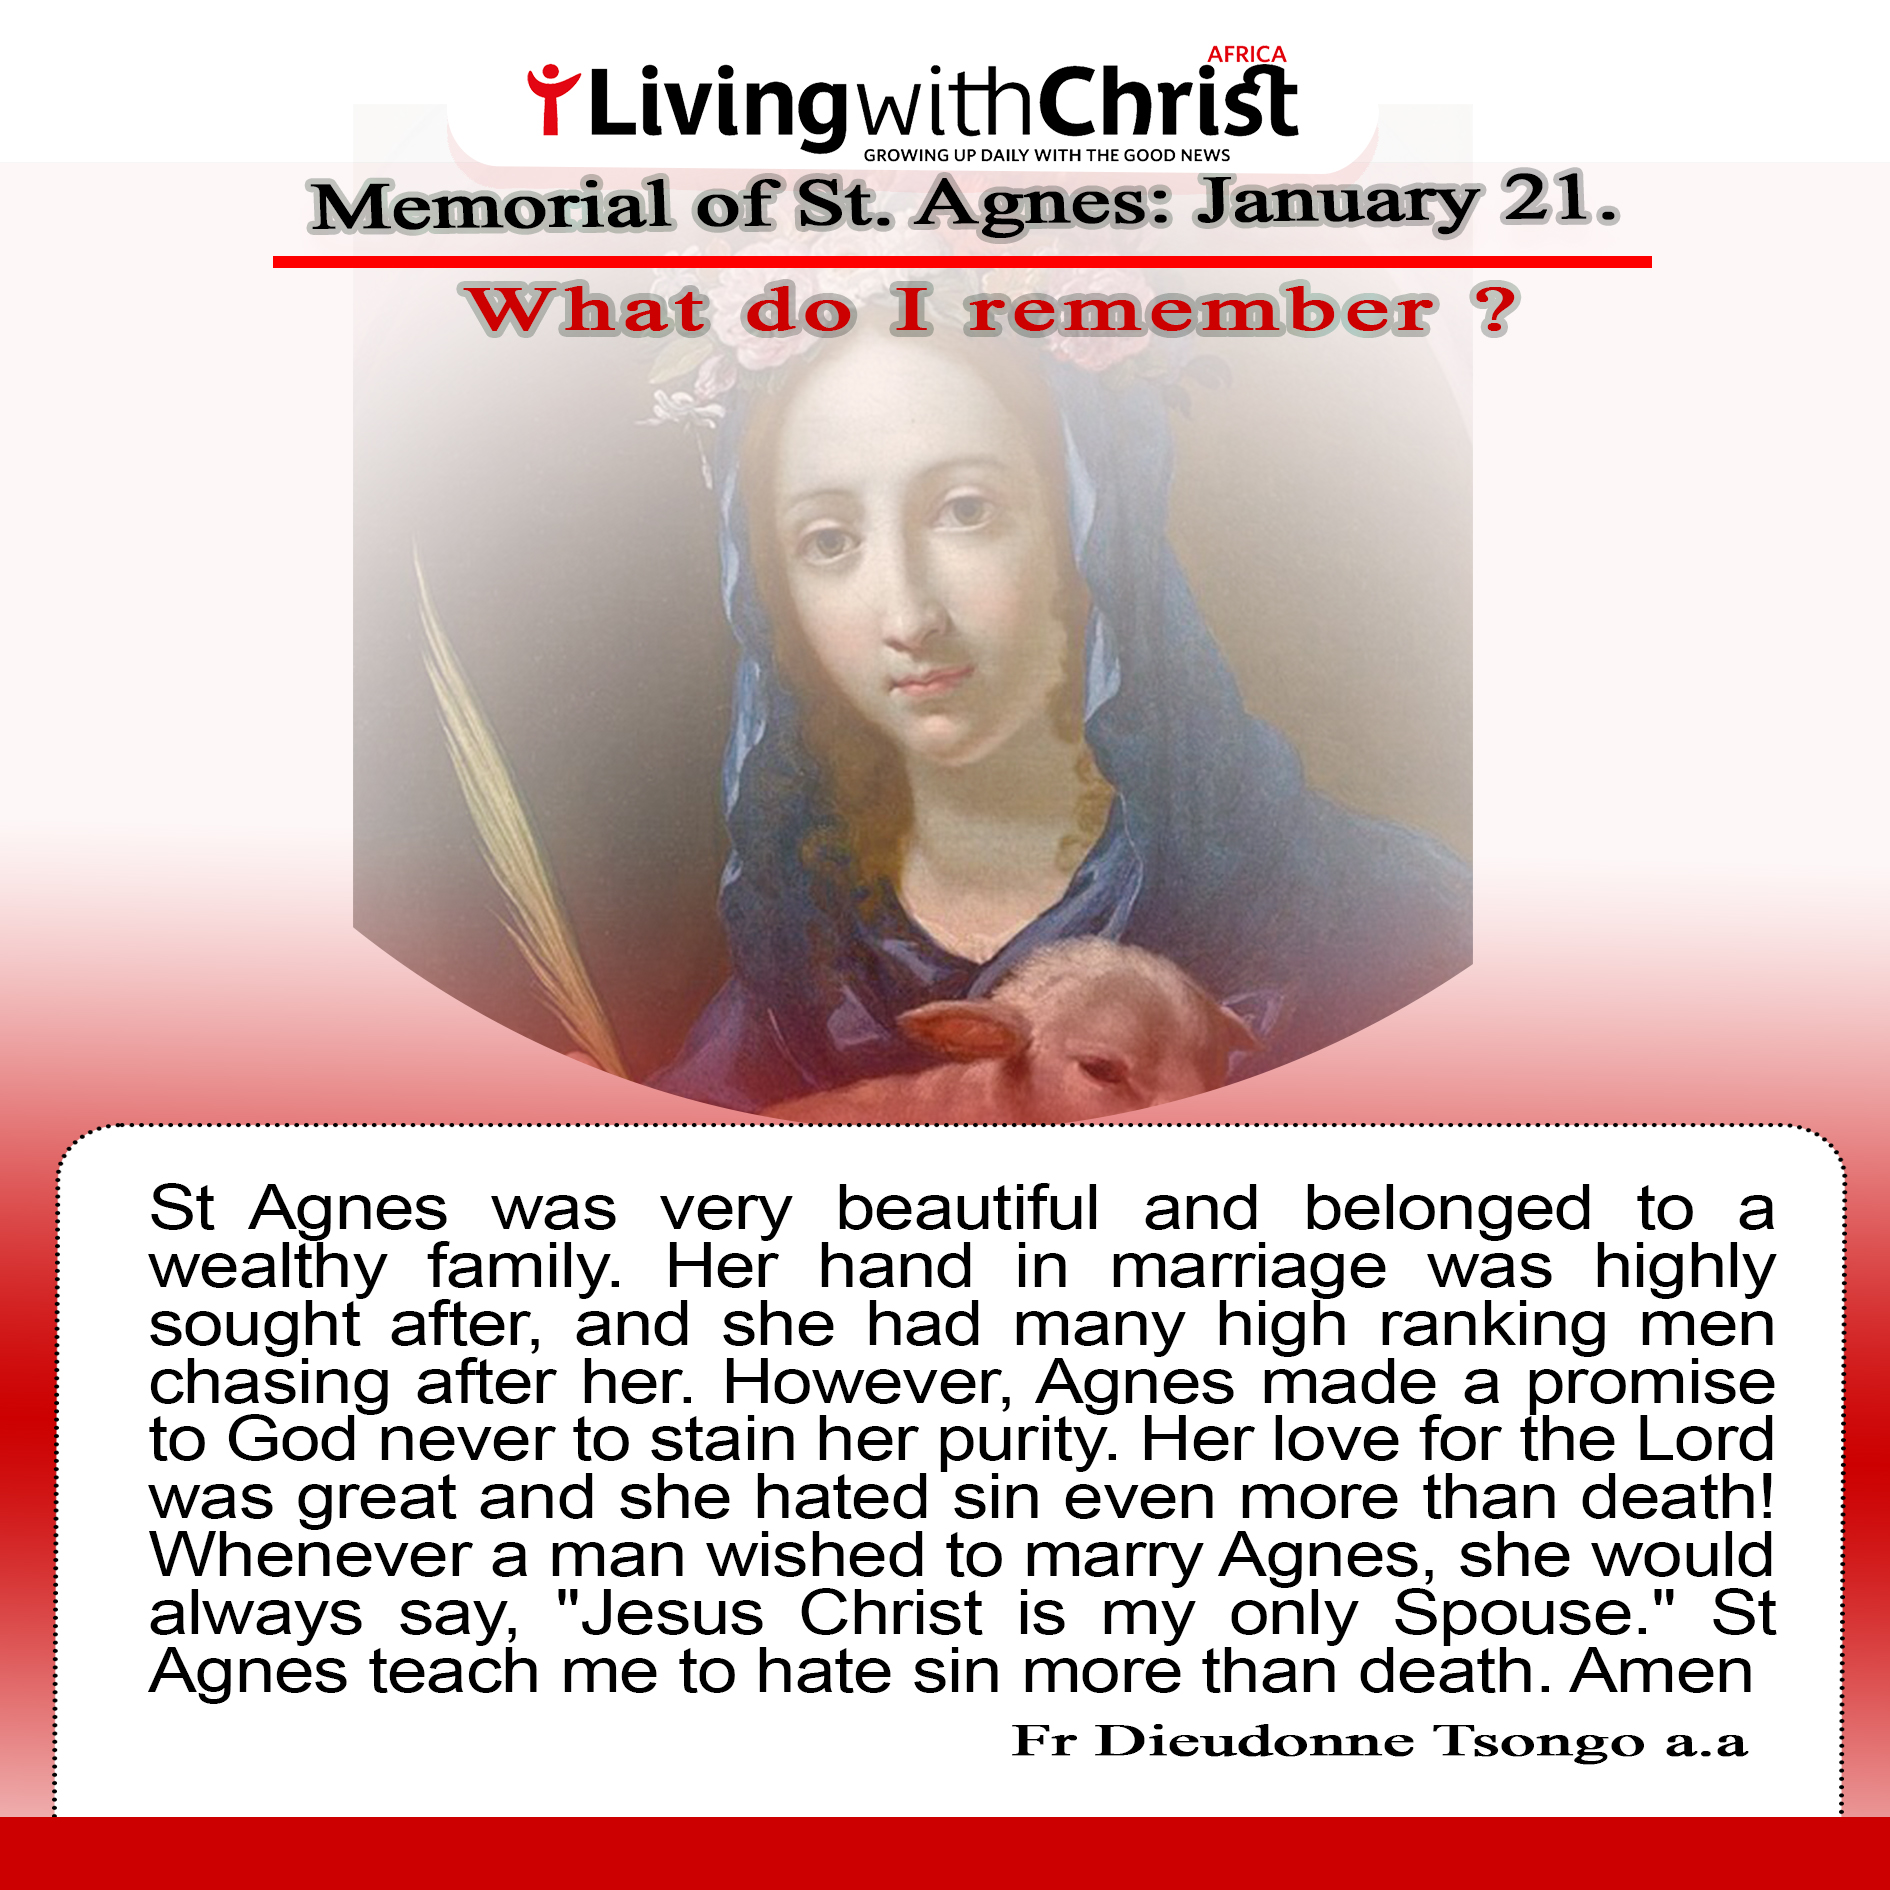 AFRICA
LivingwithChrist
GROWING UP DAILY WITH THE GOOD NEWS
Memorial of St. Agnes: January 21.
What do I remember ?
St Agnes was very beautiful and belonged to a
wealthy family. Her hand in marriage was highly
sought after, and she had many high ranking men
chasing after her. However, Agnes made a promise
to God never to stain her purity. Her love for the Lord
was great and she hated sin even more than death!
Whenever a man wished to marry Agnes, she would
always say, "Jesus Christ is my only Spouse." St
Agnes teach me to hate sin more than death. Amen
Fr Dieudonne Tsongo a.a